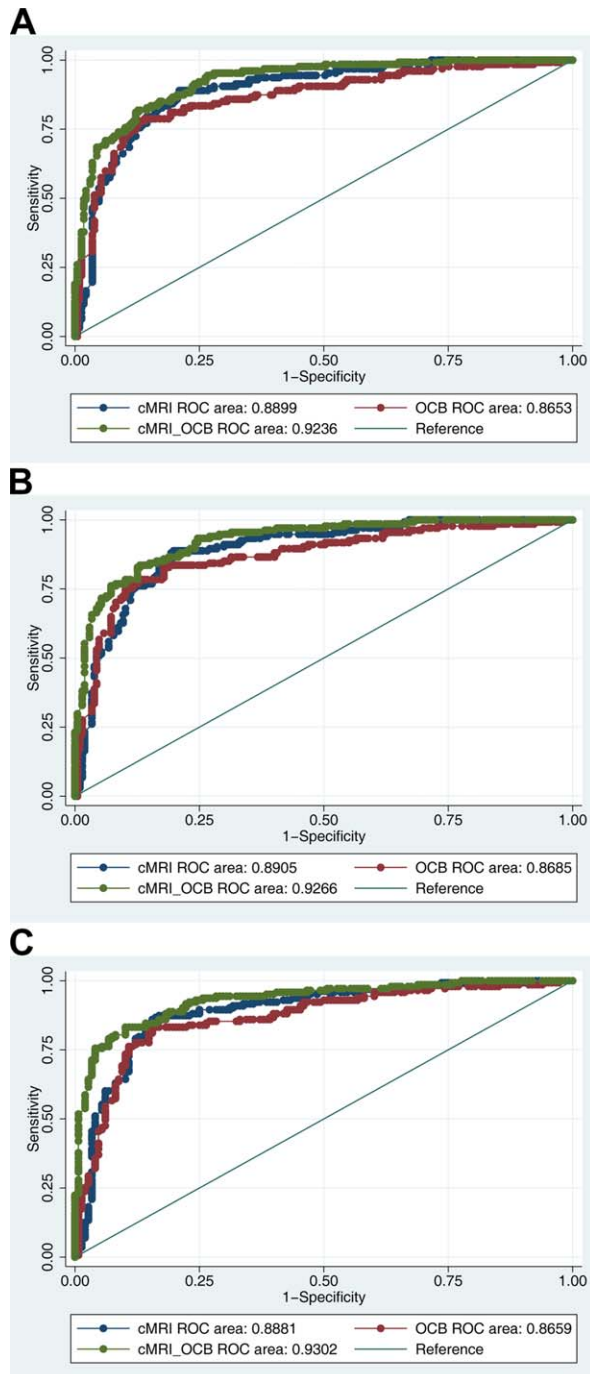 A
1.00
0.75
0.50
0.25
0.00
Sensitivity
0.00 0.25 0.50 0.75 1.00
1−Specificity
cMRI ROC area: 0.8899 OCB ROC area: 0.8653
cMRI_OCB ROC area: 0.9236 Reference
B
1.00
0.75
0.50
0.25
0.00
Sensitivity
0.00 0.25 0.50 0.75 1.00
1−Specificity
cMRI ROC area: 0.8905 OCB ROC area: 0.8685
cMRI_OCB ROC area: 0.9266 Reference
C
1.00
0.75
0.50
0.25
0.00
Sensitivity
0.00 0.25 0.50 0.75 1.00
1−Specificity
cMRI ROC area: 0.8881 OCB ROC area: 0.8659
cMRI_OCB ROC area: 0.9302 Reference